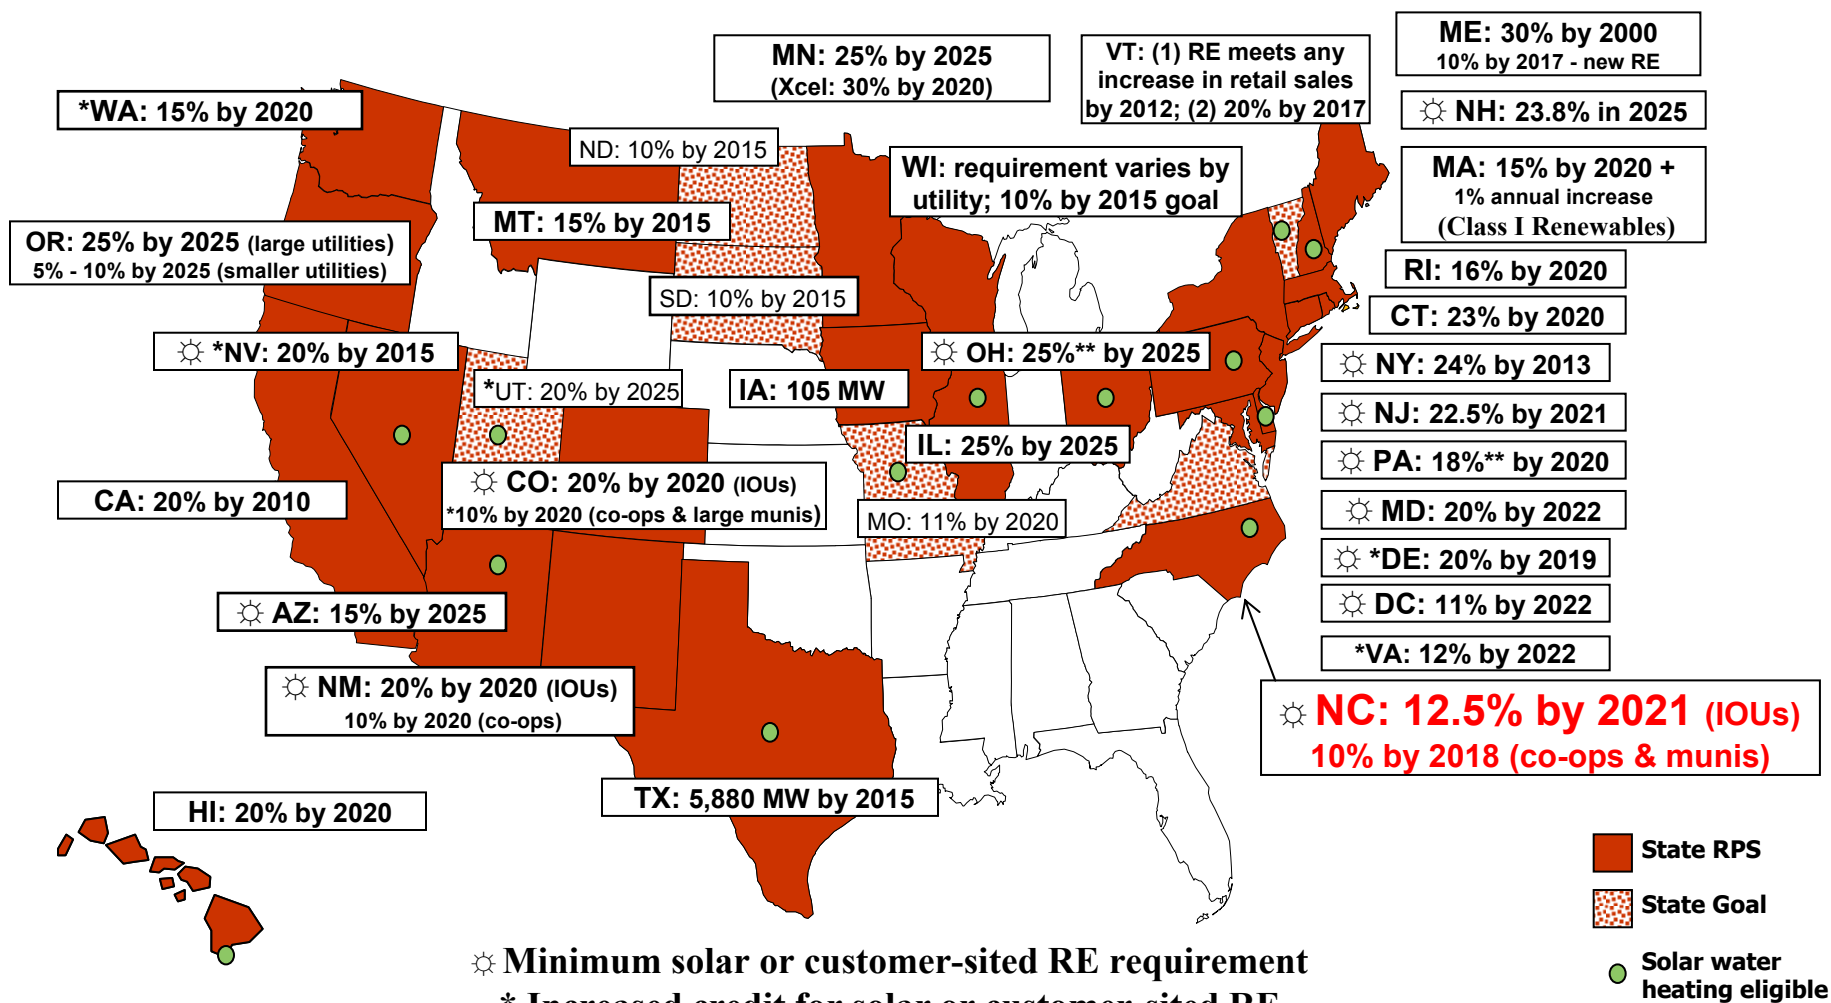 MN: 25% by 2025
(Xcel: 30% by 2020)
VT: (1) RE meets any
increase in retail sales
by 2012; (2) 20% by 2017
ME: 30% by 2000
10% by 2017 - new RE
*WA: 15% by 2020
☼ NH: 23.8% in 2025
ND: 10% by 2015
WI: requirement varies by
utility; 10% by 2015 goal
MA: 15% by 2020 +
1% annual increase
(Class I Renewables)
MT: 15% by 2015
OR: 25% by 2025 (large utilities)
5% - 10% by 2025 (smaller utilities)
RI: 16% by 2020
SD: 10% by 2015
CT: 23% by 2020
☼ *NV: 20% by 2015
☼ OH: 25%** by 2025
☼ NY: 24% by 2013
*UT: 20% by 2025
IA: 105 MW
☼ NJ: 22.5% by 2021
IL: 25% by 2025
☼ PA: 18%** by 2020
CA: 20% by 2010
☼ CO: 20% by 2020 (IOUs)
*10% by 2020 (co-ops & large munis)
MO: 11% by 2020
☼ MD: 20% by 2022
☼ *DE: 20% by 2019
☼ AZ: 15% by 2025
☼ DC: 11% by 2022
*VA: 12% by 2022
☼ NM: 20% by 2020 (IOUs)
10% by 2020 (co-ops)
☼ NC: 12.5% by 2021 (IOUs)
10% by 2018 (co-ops & munis)
TX: 5,880 MW by 2015
HI: 20% by 2020
State RPS
State Goal
Solar water
heating eligible
☼ Minimum solar or customer-sited RE requirement
* Increased credit for solar or customer-sited RE